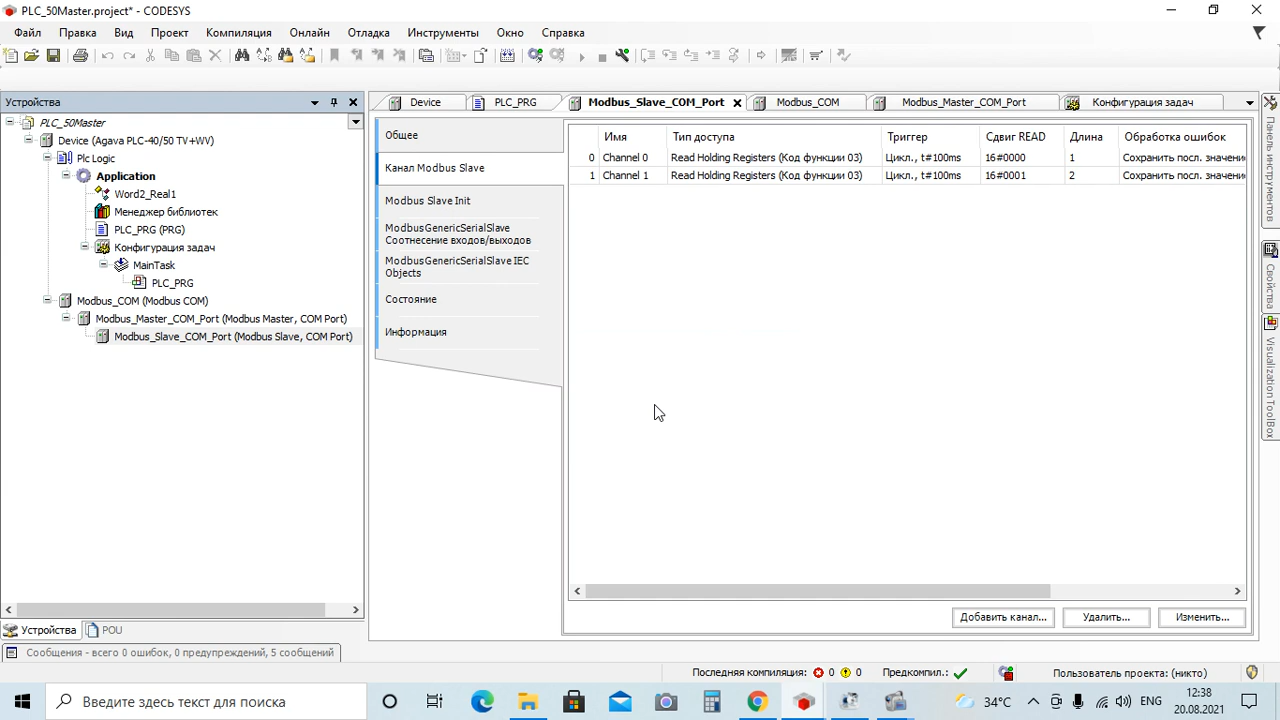 PLC_50Master.project* - CODESYS
Файл Правка Вид Проект Компиляция Онлайн Отладка Инструменты Окно Справка
Устройства
PLC_50Master
Device (Agava PLC-40/50 TV+WV)
Plc Logic
Application
Word2_Real1
Менеджер библиотек
PLC_PRG (PRG)
Конфигурация задач
MainTask
PLC_PRG
Modbus_COM (Modbus COM)
Modbus_Master_COM_Port (Modbus Master, COM Port)
Modbus_Slave_COM_Port (Modbus Slave, COM Port)
Устройства POU
Device PLC_PRG Modbus_Slave_COM_Port Modbus_COM Modbus_Master_COM_Port Конфигурация задач
Общее
Канал Modbus Slave
Modbus Slave Init
ModbusGenericSerialSlave
Соотнесение входов/выходов
ModbusGenericSerialSlave IEC
Objects
Состояние
Информация
Имя Тип доступа Триггер Сдвиг READ Длина Обработка ошибок
0 Channel 0 Read Holding Registers (Код функции 03) Цикл., t#100ms 16#0000 1 Сохранить посл. значени
1 Channel 1 Read Holding Registers (Код функции 03) Цикл., t#100ms 16#0001 2 Сохранить посл. значени
Добавить канал... Удалить... Изменить...
Панель инструментов
Свойства
Visualization ToolBox
Сообщения - всего 0 ошибок, 0 предупреждений, 5 сообщений
Последняя компиляция: 0 0 Предкомпил.: Пользователь проекта: (никто)
Введите здесь текст для поиска
34°C
ENG
12:38
20.08.2021